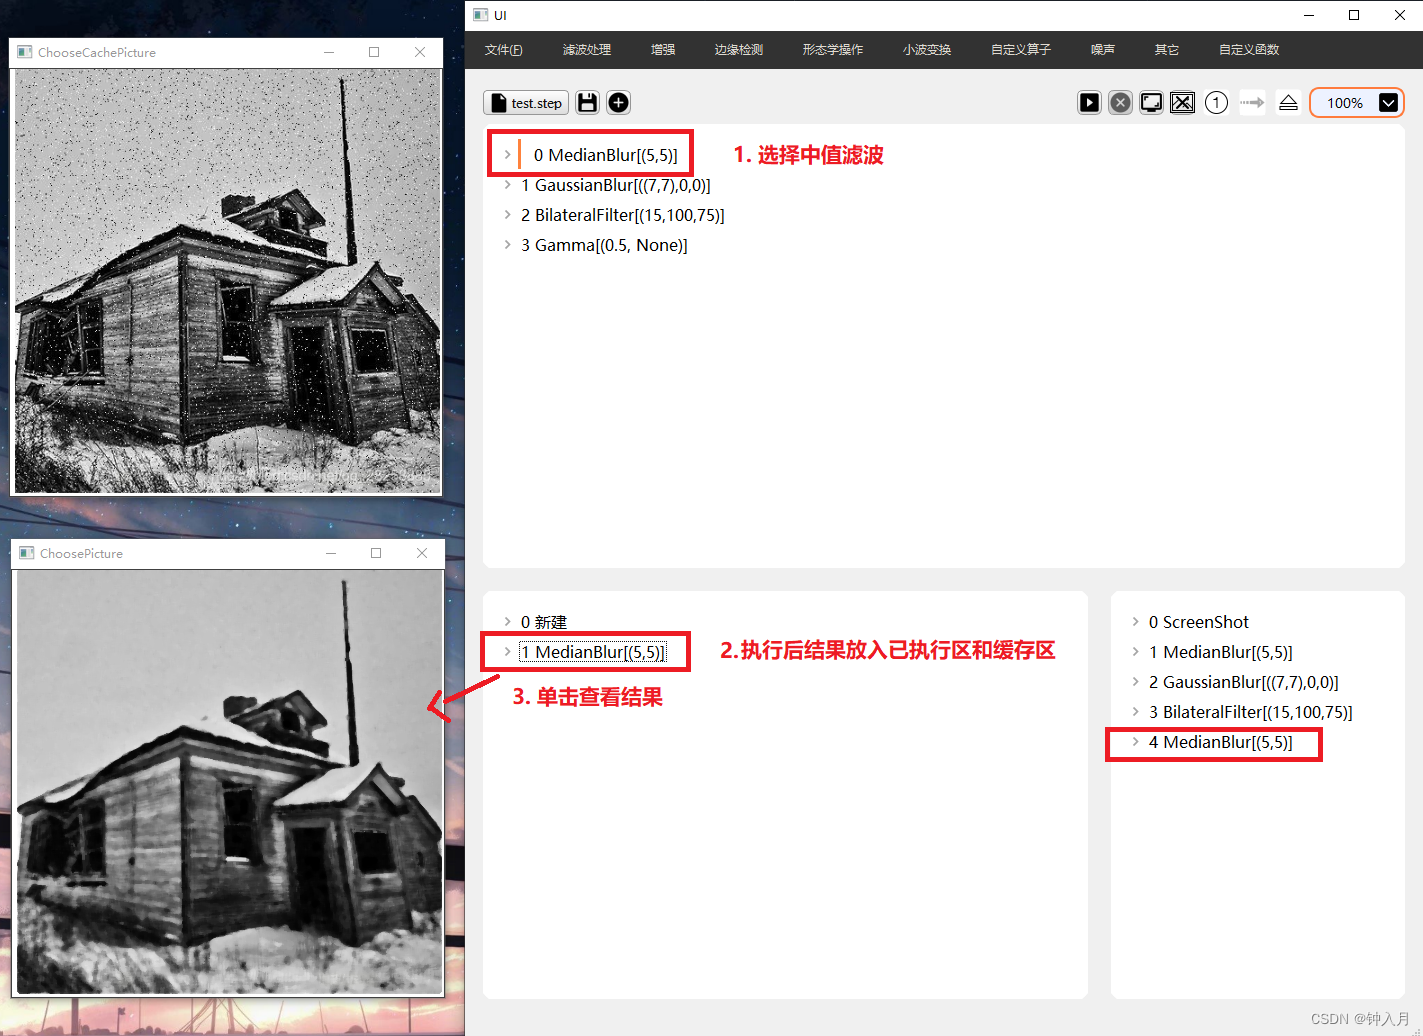 ChooseCachePicture
ChoosePicture
UI
文件(F) 滤波处理 增强 边缘检测 形态学操作 小波变换 自定义算子 噪声 其它 自定义函数
test.step
1
100%
0 MedianBlur[(5,5)]
1. 选择中值滤波
1 GaussianBlur[((7,7),0,0)]
2 BilateralFilter[(15,100,75)]
3 Gamma[(0.5, None)]
0 新建
1 MedianBlur[(5,5)]
2.执行后结果放入已执行区和缓存区
3. 单击查看结果
0 ScreenShot
1 MedianBlur[(5,5)]
2 GaussianBlur[((7,7),0,0)]
3 BilateralFilter[(15,100,75)]
4 MedianBlur[(5,5)]
CSDN @钟入月